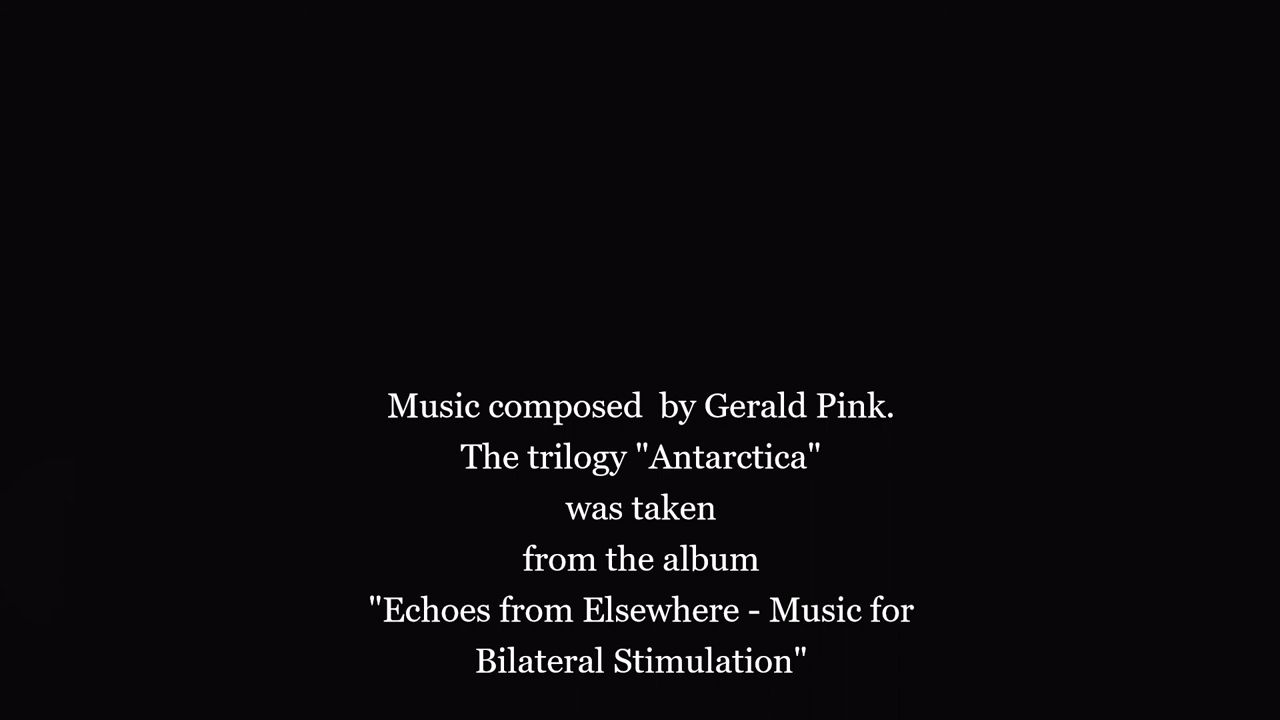 Music composed  by Gerald Pink.
The trilogy "Antarctica"
was taken
from the album
"Echoes from Elsewhere - Music for
Bilateral Stimulation"